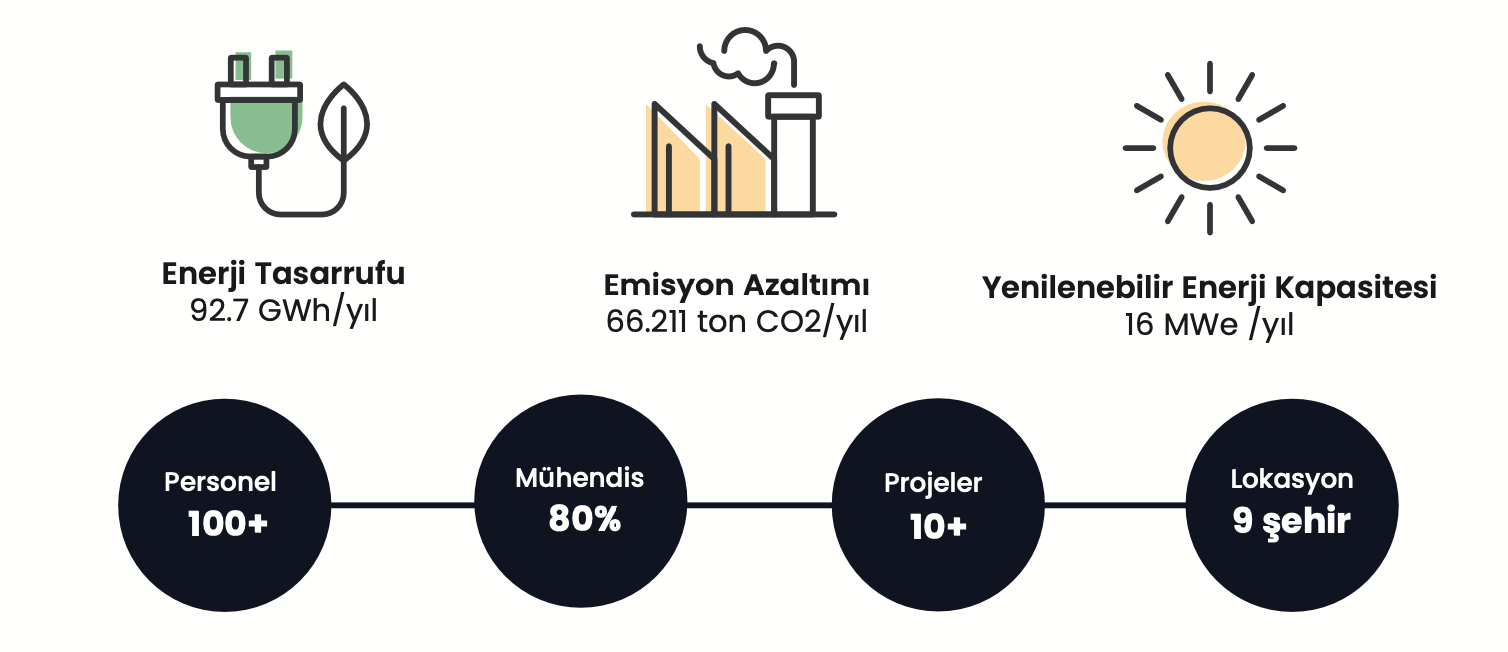 Enerji Tasarrufu
92.7 GWh/yıl
Emisyon Azaltımı
66.211 ton CO2/yıl
Yenilenebilir Enerji Kapasitesi
16 MWe /yıl
Personel
100+
Mühendis
80%
Projeler
10+
Lokasyon
9 şehir